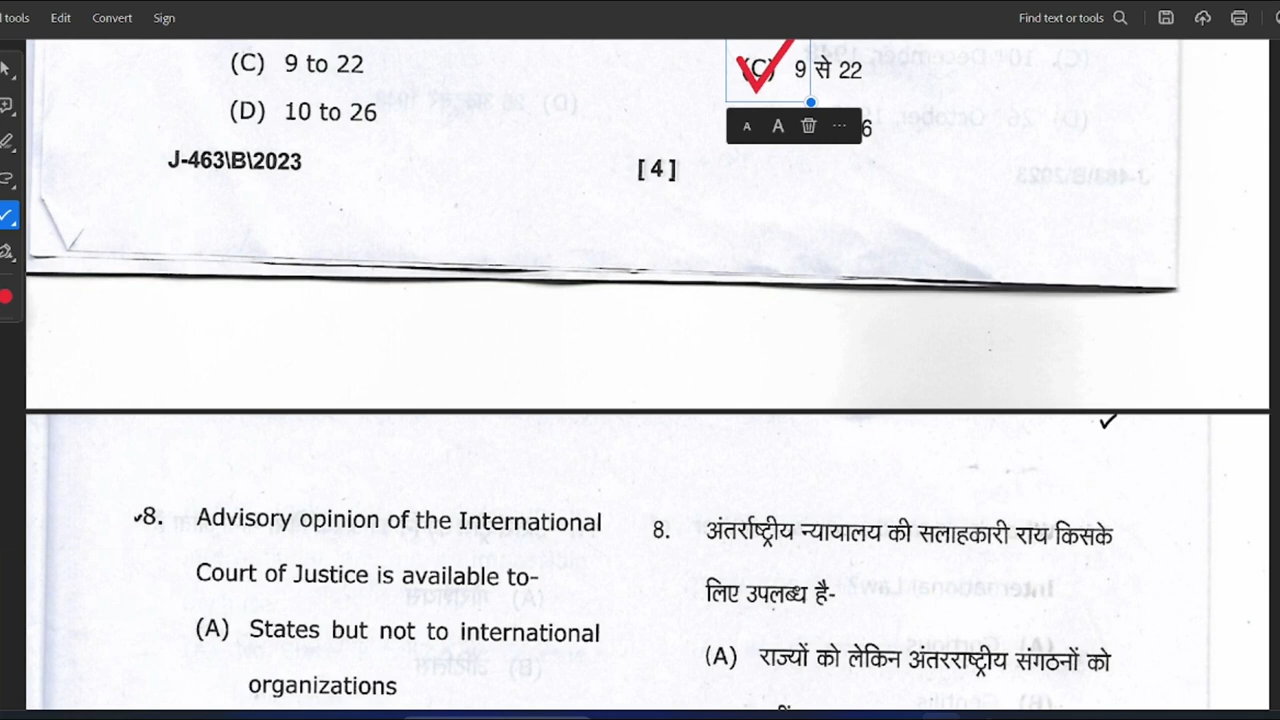 tools
Edit
Convert
Sign
Find text or tools
(C) 9 to 22
(D) 10 to 26
J-463\B\2023
[4]
(C) 9 से 22
A A ...
6
8. Advisory opinion of the International
Court of Justice is available to-
(A) States but not to international
organizations
8. अंतर्राष्ट्रीय न्यायालय की सलाहकारी राय किसके
लिए उपलब्ध है-
(A) राज्यों को लेकिन अंतरराष्ट्रीय संगठनों को